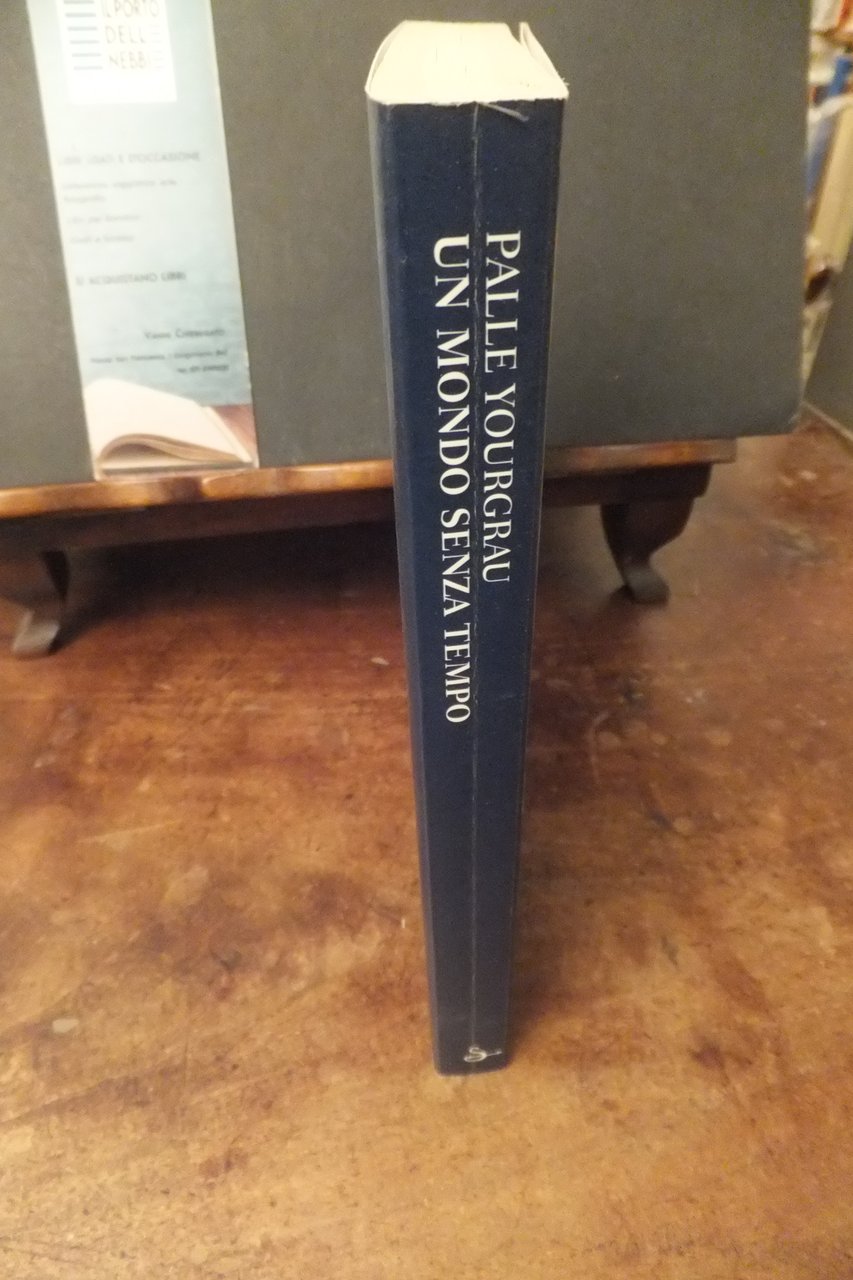 IL PORTO
DELLE
NEBBIE
LIBRI USATI E D'OCCASIONE
SI ACQUISTANO LIBRI
PALLE YOURGRAU
UN MONDO SENZA TEMPO